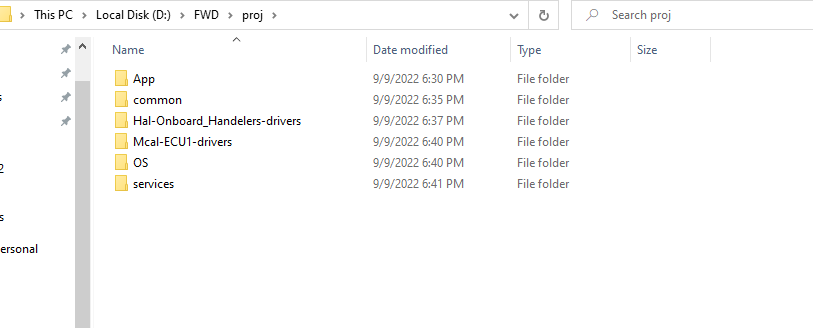 This PC > Local Disk (D:) > FWD > proj > Search proj
Name Date modified Type Size
App 9/9/2022 6:30 PM File folder
common 9/9/2022 6:35 PM File folder
Hal-Onboard_Handelers-drivers 9/9/2022 6:37 PM File folder
Mcal-ECU1-drivers 9/9/2022 6:40 PM File folder
OS 9/9/2022 6:40 PM File folder
services 9/9/2022 6:41 PM File folder
s
2
s
ersonal